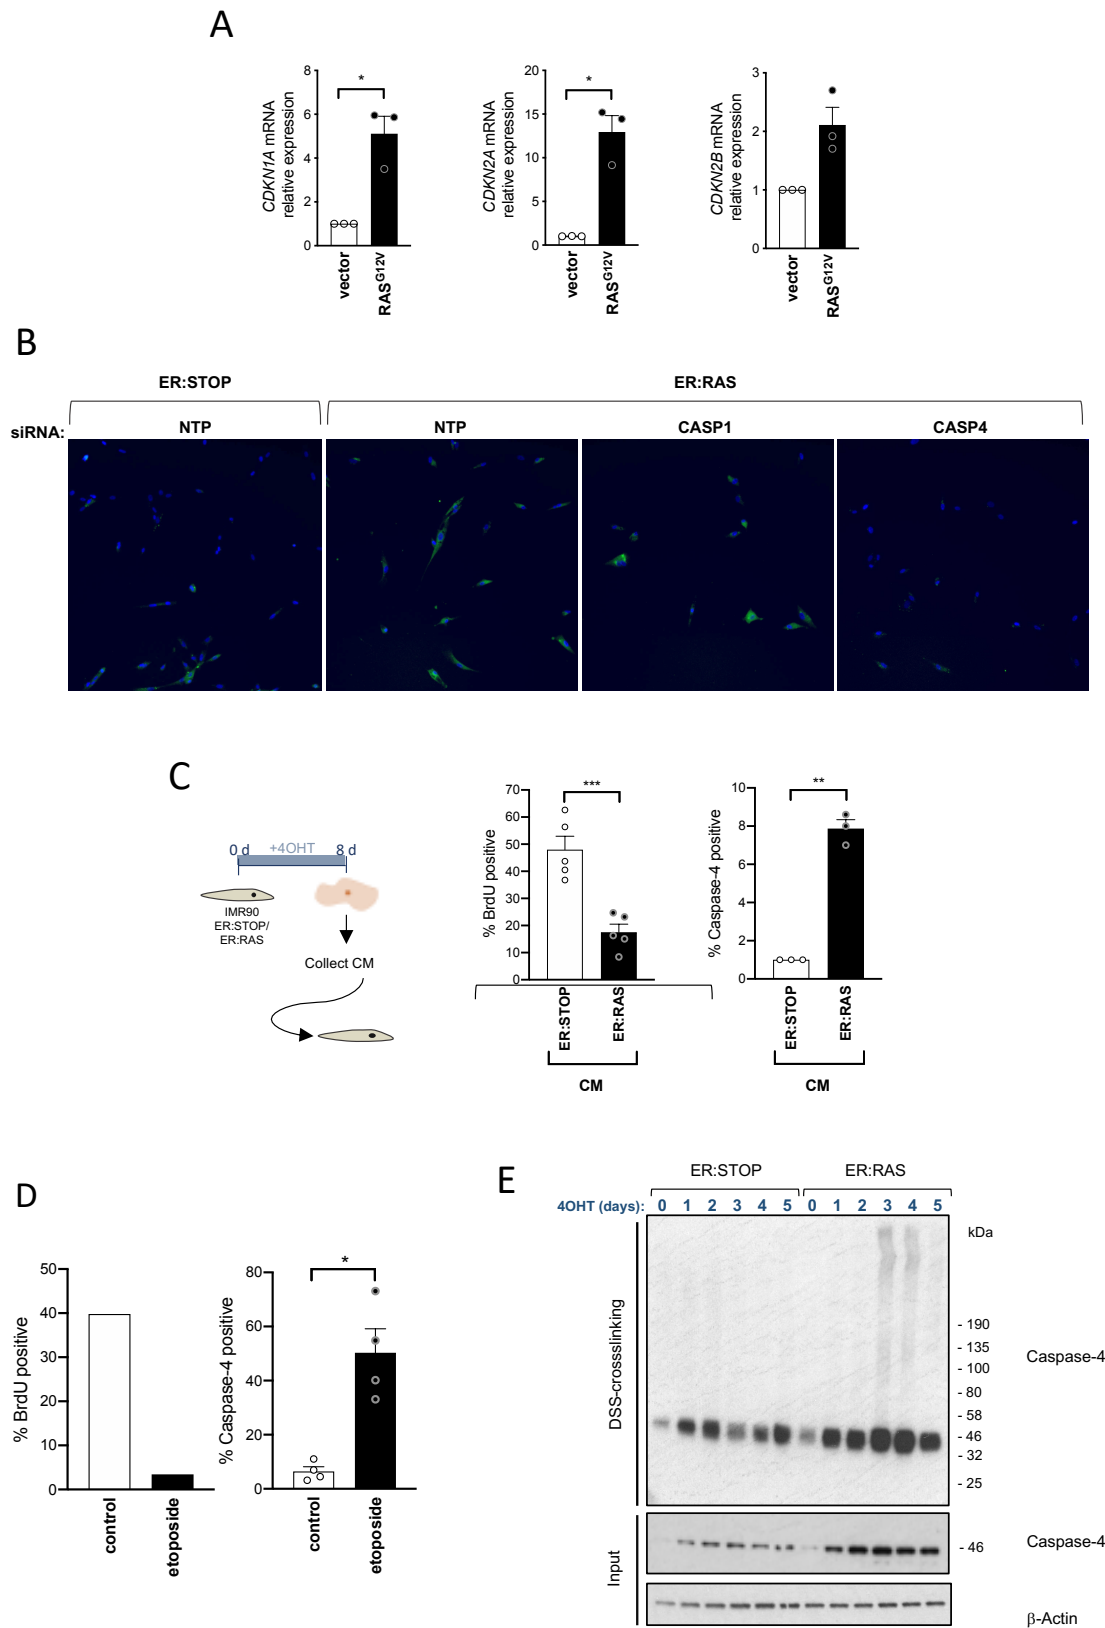 A
CDKN1A mRNA
relative expression
8
6
4
2
0
*
vector
RASG12V
CDKN2A mRNA
relative expression
20
15
10
5
0
*
vector
RASG12V
CDKN2B mRNA
relative expression
3
2
1
0
vector
RASG12V
B
ER:STOP
ER:RAS
siRNA:
NTP
NTP
CASP1
CASP4
C
0 d
+4OHT
8 d
IMR90
ER:STOP/
ER:RAS
Collect CM
% BrdU positive
70
60
50
40
30
20
10
0
***
ER:STOP
ER:RAS
CM
% Caspase-4 positive
10
8
6
4
2
0
**
ER:STOP
ER:RAS
CM
D
% BrdU positive
50
40
30
20
10
0
control
etoposide
% Caspase-4 positive
80
60
40
20
0
*
control
etoposide
E
ER:STOP
ER:RAS
4OHT (days): 0 1 2 3 4 5 0 1 2 3 4 5
kDa
DSS-crossslinking
- 190
- 135
- 100
- 80
- 58
- 46
- 32
- 25
Caspase-4
Input
- 46
Caspase-4
β-Actin